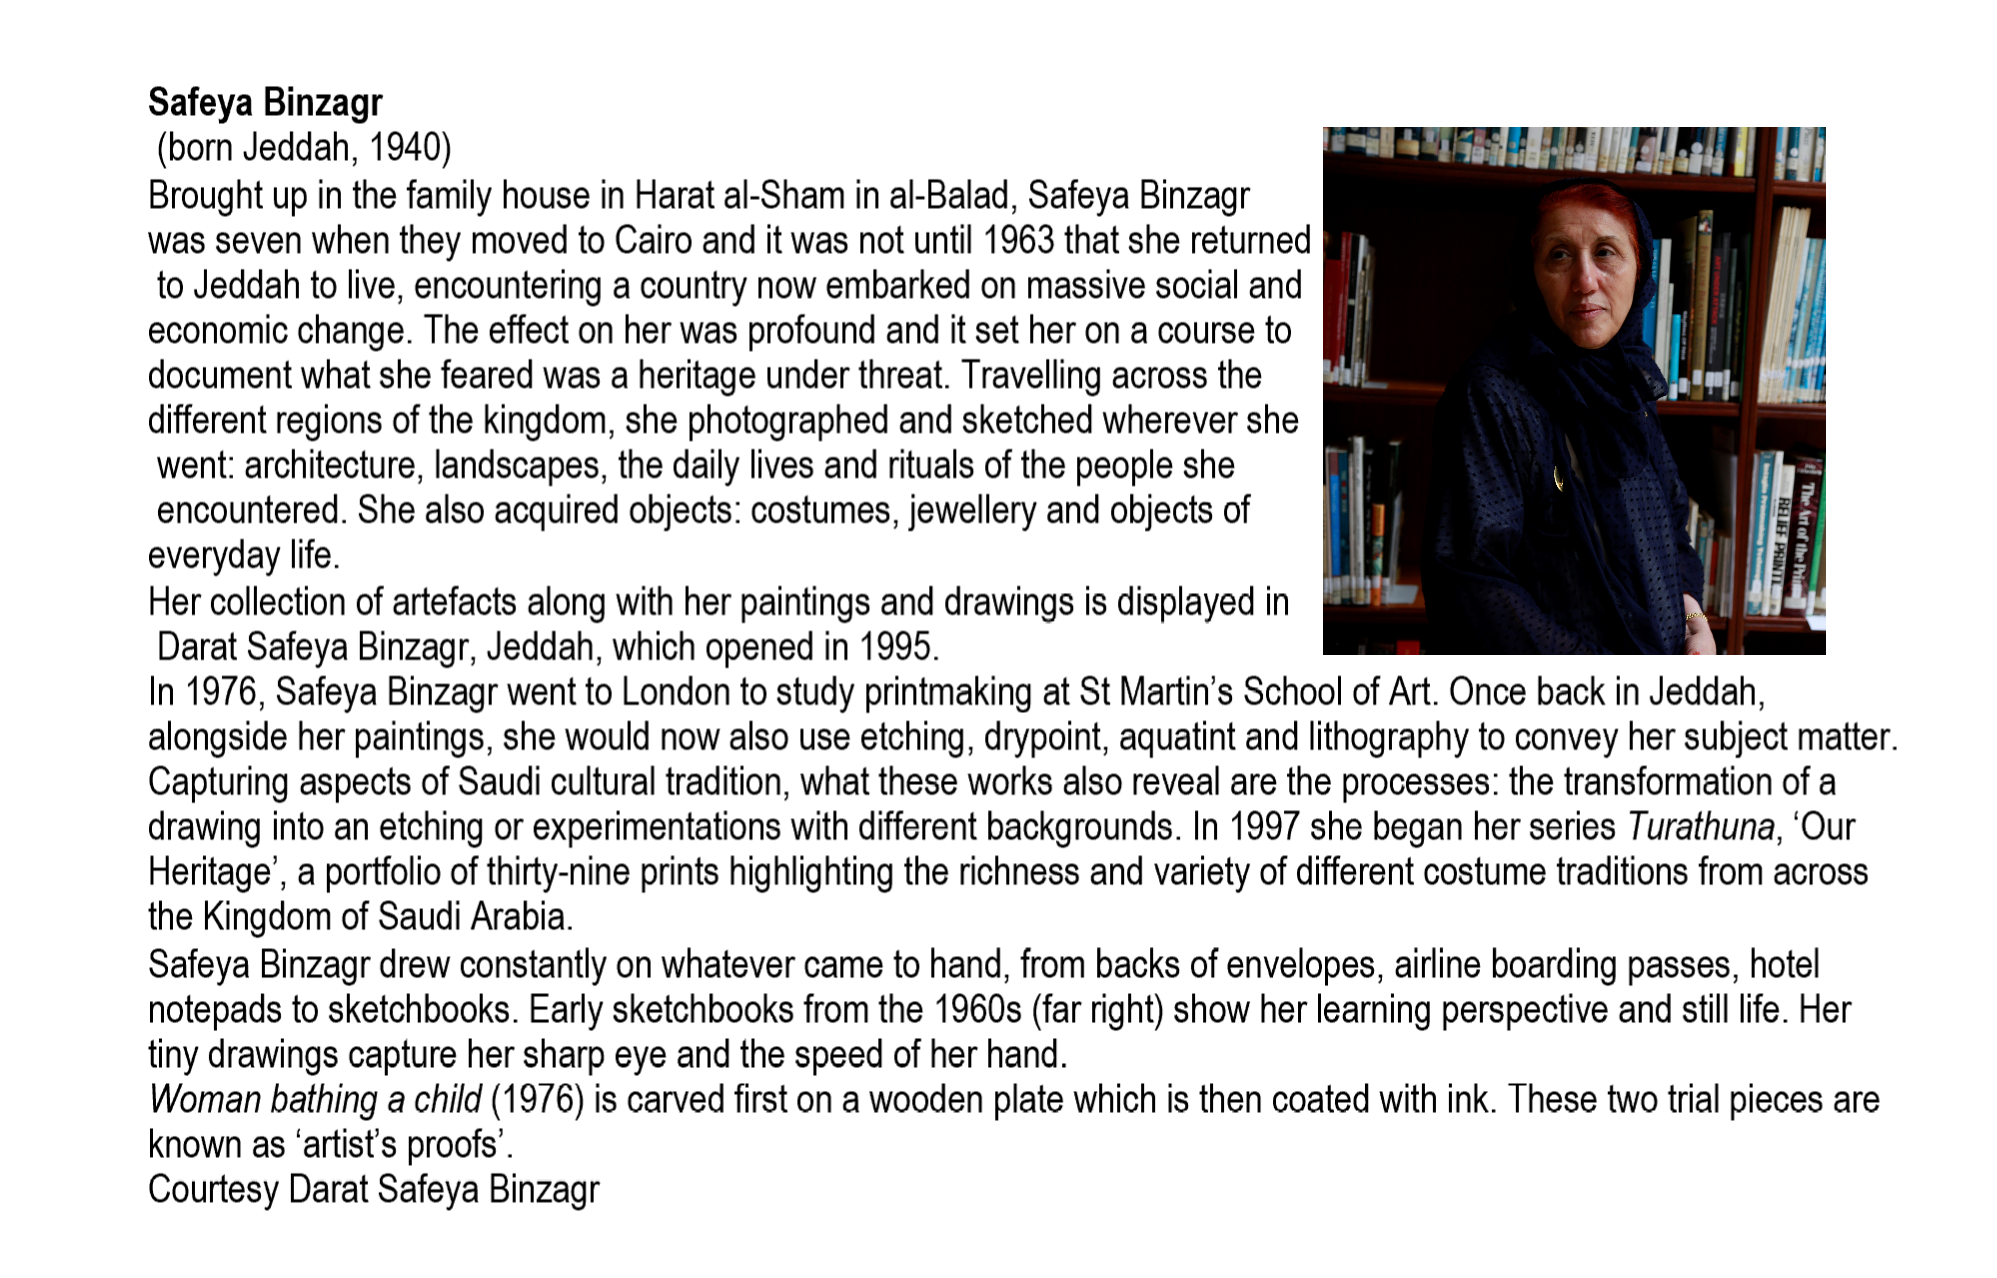 Safeya Binzagr
(born Jeddah, 1940)
Brought up in the family house in Harat al-Sham in al-Balad, Safeya Binzagr
was seven when they moved to Cairo and it was not until 1963 that she returned
to Jeddah to live, encountering a country now embarked on massive social and
economic change. The effect on her was profound and it set her on a course to
document what she feared was a heritage under threat. Travelling across the
different regions of the kingdom, she photographed and sketched wherever she
went: architecture, landscapes, the daily lives and rituals of the people she
encountered. She also acquired objects: costumes, jewellery and objects of
everyday life.
Her collection of artefacts along with her paintings and drawings is displayed in
Darat Safeya Binzagr, Jeddah, which opened in 1995.
In 1976, Safeya Binzagr went to London to study printmaking at St Martin’s School of Art. Once back in Jeddah,
alongside her paintings, she would now also use etching, drypoint, aquatint and lithography to convey her subject matter.
Capturing aspects of Saudi cultural tradition, what these works also reveal are the processes: the transformation of a
drawing into an etching or experimentations with different backgrounds. In 1997 she began her series Turathuna, ‘Our
Heritage’, a portfolio of thirty-nine prints highlighting the richness and variety of different costume traditions from across
the Kingdom of Saudi Arabia.
Safeya Binzagr drew constantly on whatever came to hand, from backs of envelopes, airline boarding passes, hotel
notepads to sketchbooks. Early sketchbooks from the 1960s (far right) show her learning perspective and still life. Her
tiny drawings capture her sharp eye and the speed of her hand.
Woman bathing a child (1976) is carved first on a wooden plate which is then coated with ink. These two trial pieces are
known as ‘artist’s proofs’.
Courtesy Darat Safeya Binzagr
RELIEF PRINT
The Art of the Print